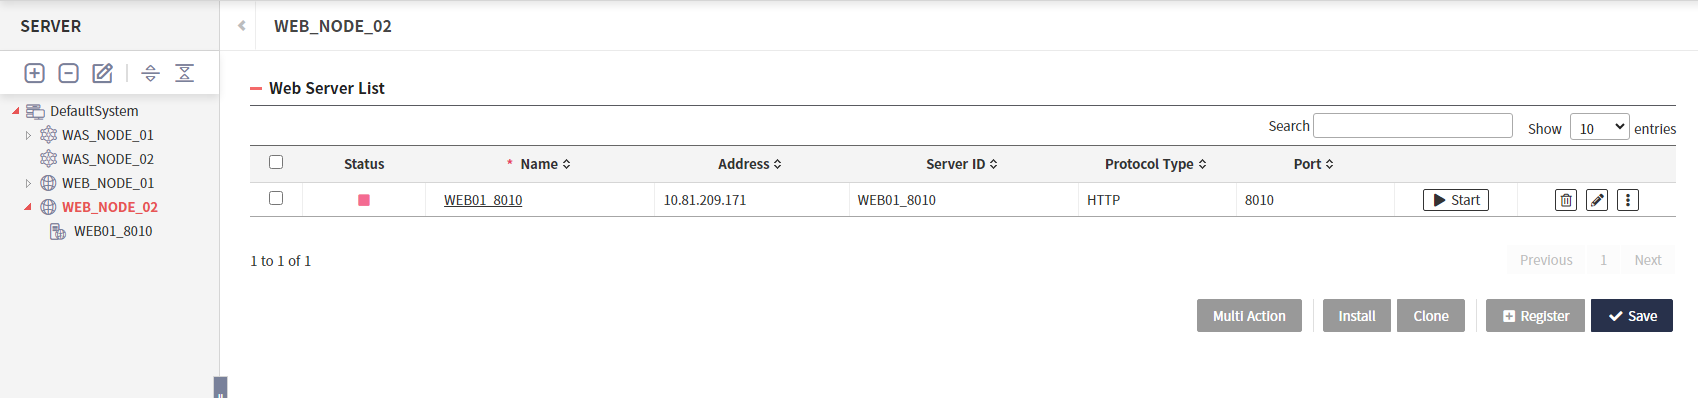 SERVER
WEB_NODE_02
DefaultSystem
WAS_NODE_01
WAS_NODE_02
WEB_NODE_01
WEB_NODE_02
WEB01_8010
Web Server List
Search Show 10 entries
Status * Name Address Server ID Protocol Type Port
WEB01_8010 10.81.209.171 WEB01_8010 HTTP 8010 Start
1 to 1 of 1 Previous 1 Next
Multi Action Install Clone Register Save